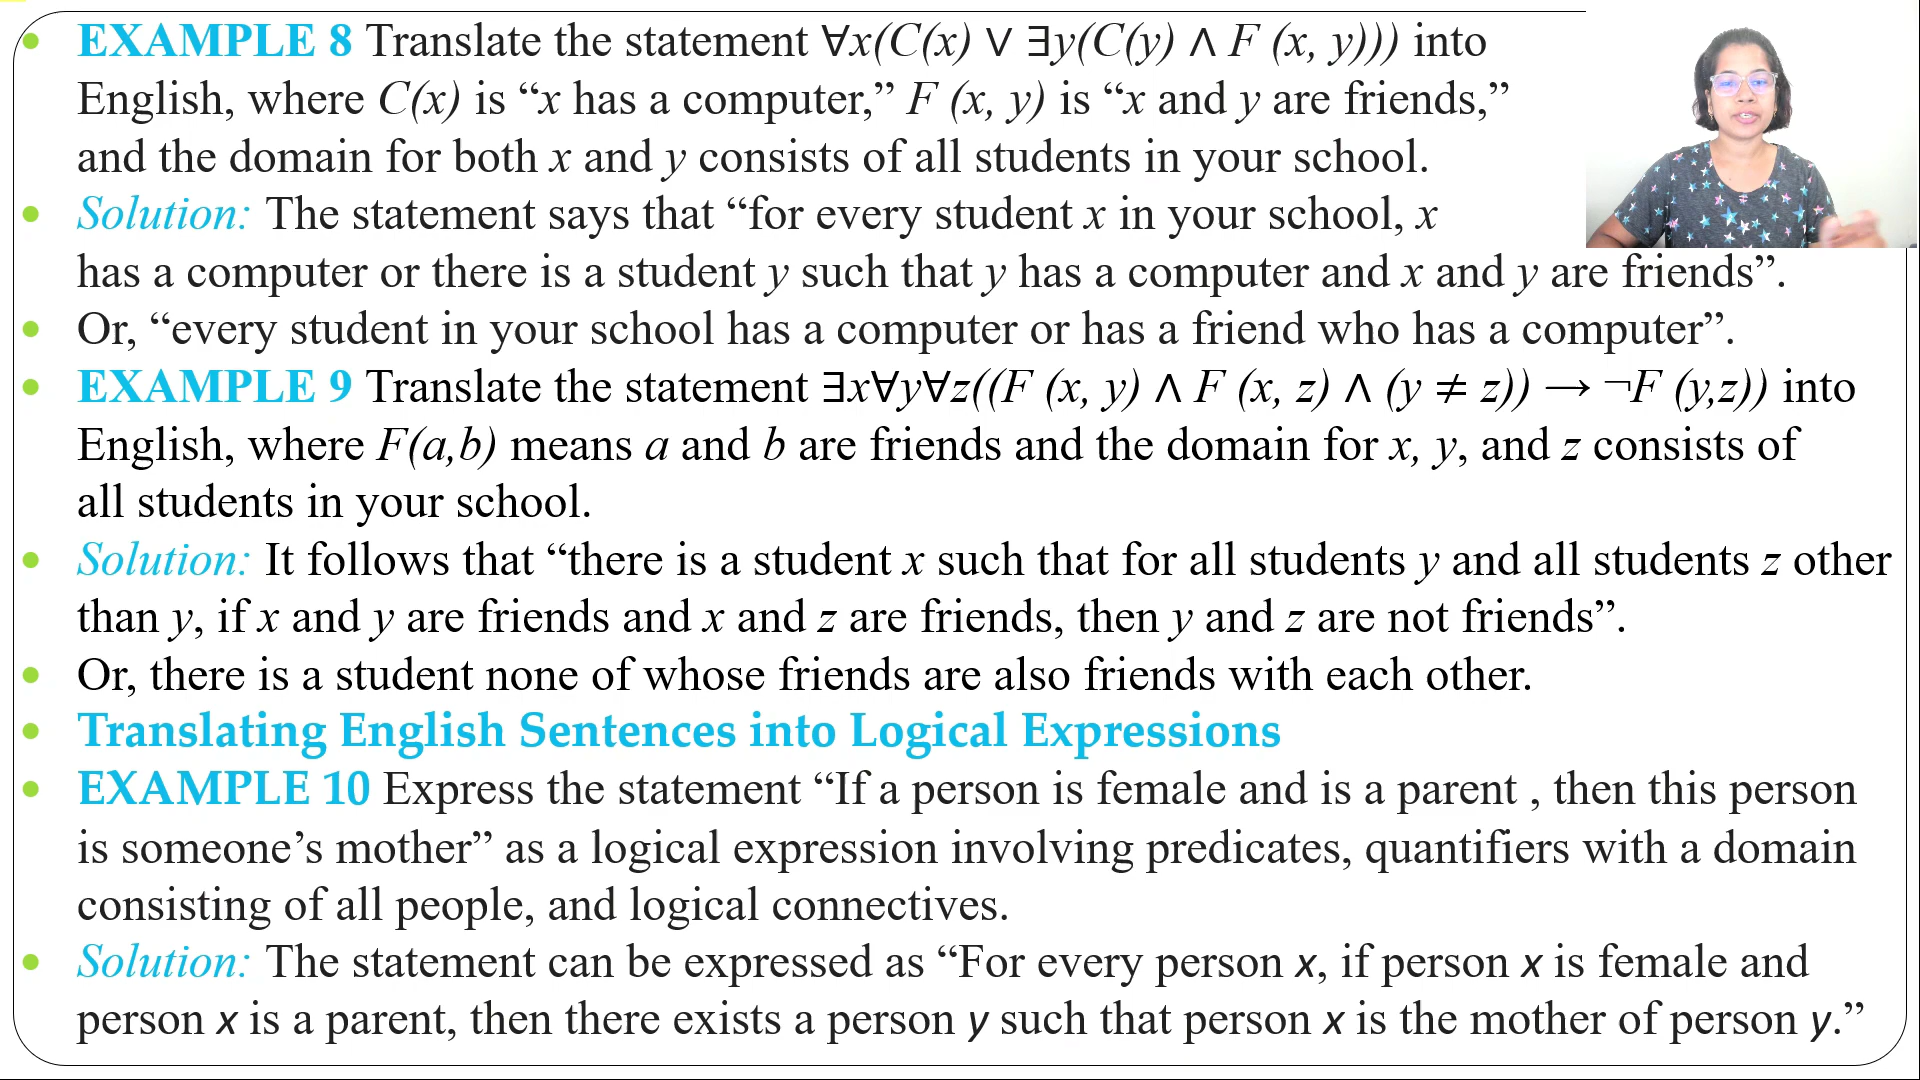 EXAMPLE 8 Translate the statement ∀x(C(x) ∨ ∃y(C(y) ∧ F (x, y))) into
English, where C(x) is “x has a computer,” F (x, y) is “x and y are friends,”
and the domain for both x and y consists of all students in your school.
Solution: The statement says that “for every student x in your school, x
has a computer or there is a student y such that y has a computer and x and y are friends”.
Or, “every student in your school has a computer or has a friend who has a computer”.
EXAMPLE 9 Translate the statement ∃x∀y∀z((F (x, y) ∧ F (x, z) ∧ (y ≠ z)) → ¬F (y,z)) into
English, where F(a,b) means a and b are friends and the domain for x, y, and z consists of
all students in your school.
Solution: It follows that “there is a student x such that for all students y and all students z other
than y, if x and y are friends and x and z are friends, then y and z are not friends”.
Or, there is a student none of whose friends are also friends with each other.
Translating English Sentences into Logical Expressions
EXAMPLE 10 Express the statement “If a person is female and is a parent , then this person
is someone’s mother” as a logical expression involving predicates, quantifiers with a domain
consisting of all people, and logical connectives.
Solution: The statement can be expressed as “For every person x, if person x is female and
person x is a parent, then there exists a person y such that person x is the mother of person y.”